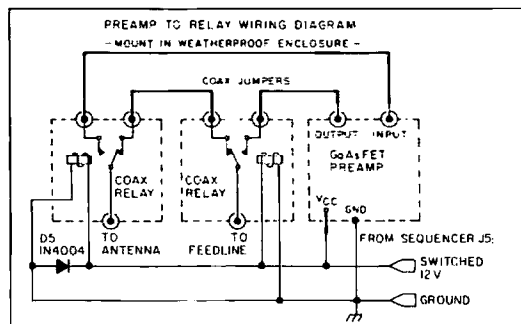 PREAMP TO RELAY WIRING DIAGRAM
- MOUNT IN WEATHERPROOF ENCLOSURE -
COAX JUMPERS
OUTPUT INPUT
GaAsFET
PREAMP
COAX
RELAY
COAX
RELAY
VCC
GND
D5
IN4004
TO
ANTENNA
TO
FEEDLINE
FROM SEQUENCER J5:
SWITCHED
12V
GROUND